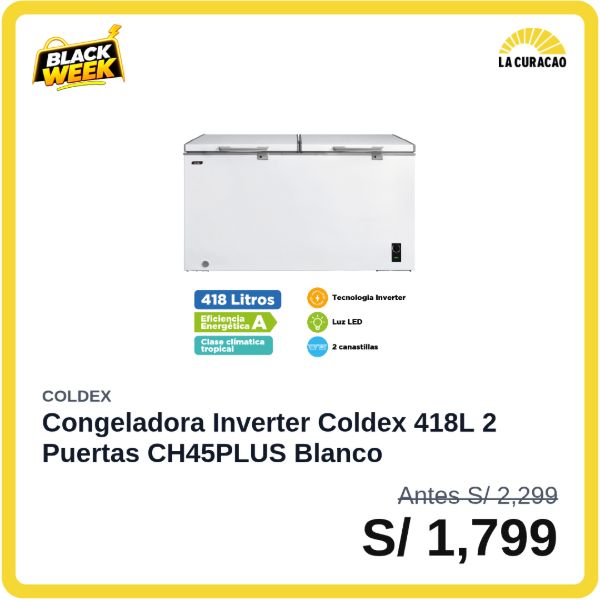 BLACK
WEEK
LA CURACAO
418 Litros
Tecnología Inverter
Eficiencia
Energética A
Luz LED
Clase climática
tropical
2 canastillas
COLDEX
Congeladora Inverter Coldex 418L 2
Puertas CH45PLUS Blanco
Antes S/ 2,299
S/ 1,799